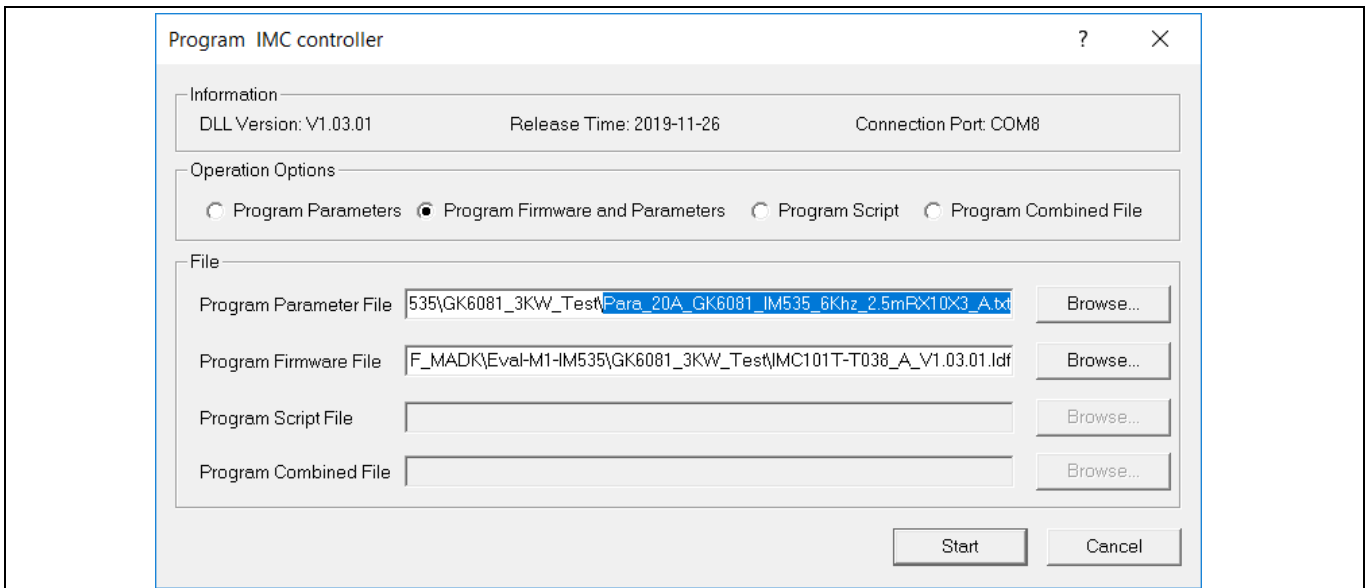 Program IMC controller ? ×
Information
DLL Version: V1.03.01 Release Time: 2019-11-26 Connection Port: COM8
Operation Options
Program Parameters Program Firmware and Parameters Program Script Program Combined File
File
Program Parameter File 535\GK6081_3KW_Test\Para_20A_GK6081_IM535_6Khz_2.5mRX10X3_A.txt Browse...
Program Firmware File F_MADK\Eval-M1-IM535\GK6081_3KW_Test\IMC101T-T038_A_V1.03.01.ldf Browse...
Program Script File Browse...
Program Combined File Browse...
Start Cancel